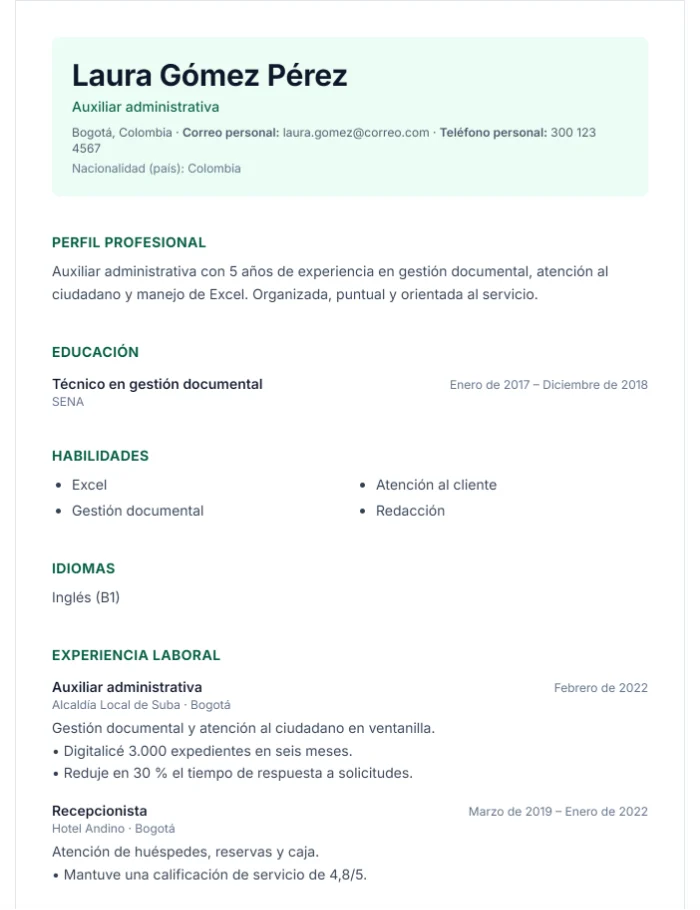 Laura Gómez Pérez
Auxiliar administrativa
Bogotá, Colombia · Correo personal: laura.gomez@correo.com · Teléfono personal: 300 123
4567
Nacionalidad (país): Colombia
PERFIL PROFESIONAL
Auxiliar administrativa con 5 años de experiencia en gestión documental, atención al
ciudadano y manejo de Excel. Organizada, puntual y orientada al servicio.
EDUCACIÓN
Técnico en gestión documental Enero de 2017 – Diciembre de 2018
SENA
HABILIDADES
• Excel • Atención al cliente
• Gestión documental • Redacción
IDIOMAS
Inglés (B1)
EXPERIENCIA LABORAL
Auxiliar administrativa Febrero de 2022
Alcaldía Local de Suba · Bogotá
Gestión documental y atención al ciudadano en ventanilla.
• Digitalicé 3.000 expedientes en seis meses.
• Reduje en 30 % el tiempo de respuesta a solicitudes.
Recepcionista Marzo de 2019 – Enero de 2022
Hotel Andino · Bogotá
Atención de huéspedes, reservas y caja.
• Mantuve una calificación de servicio de 4,8/5.